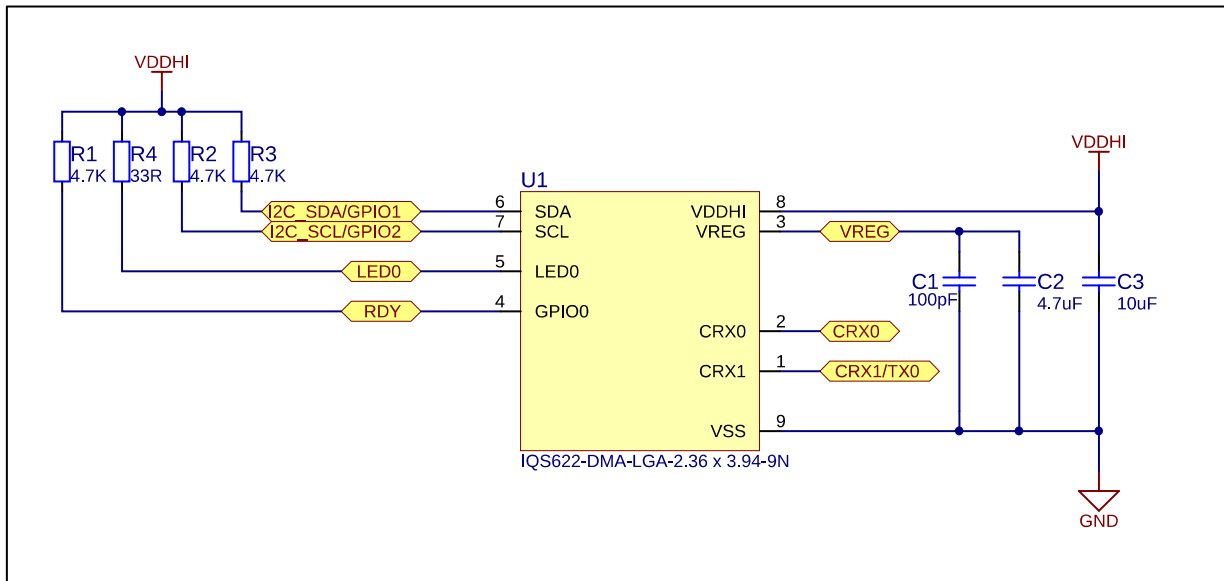 VDDHI
R1
4.7K
R4
33R
R2
4.7K
R3
4.7K
I2C_SDA/GPIO1
I2C_SCL/GPIO2
LED0
RDY
U1
6
SDA
7
SCL
5
LED0
4
GPIO0
VDDHI
8
VREG
3
CRX0
2
CRX1
1
VSS
9
IQS622-DMA-LGA-2.36 x 3.94-9N
VREG
CRX0
CRX1/TX0
C1
100pF
C2
4.7uF
VDDHI
C3
10uF
GND